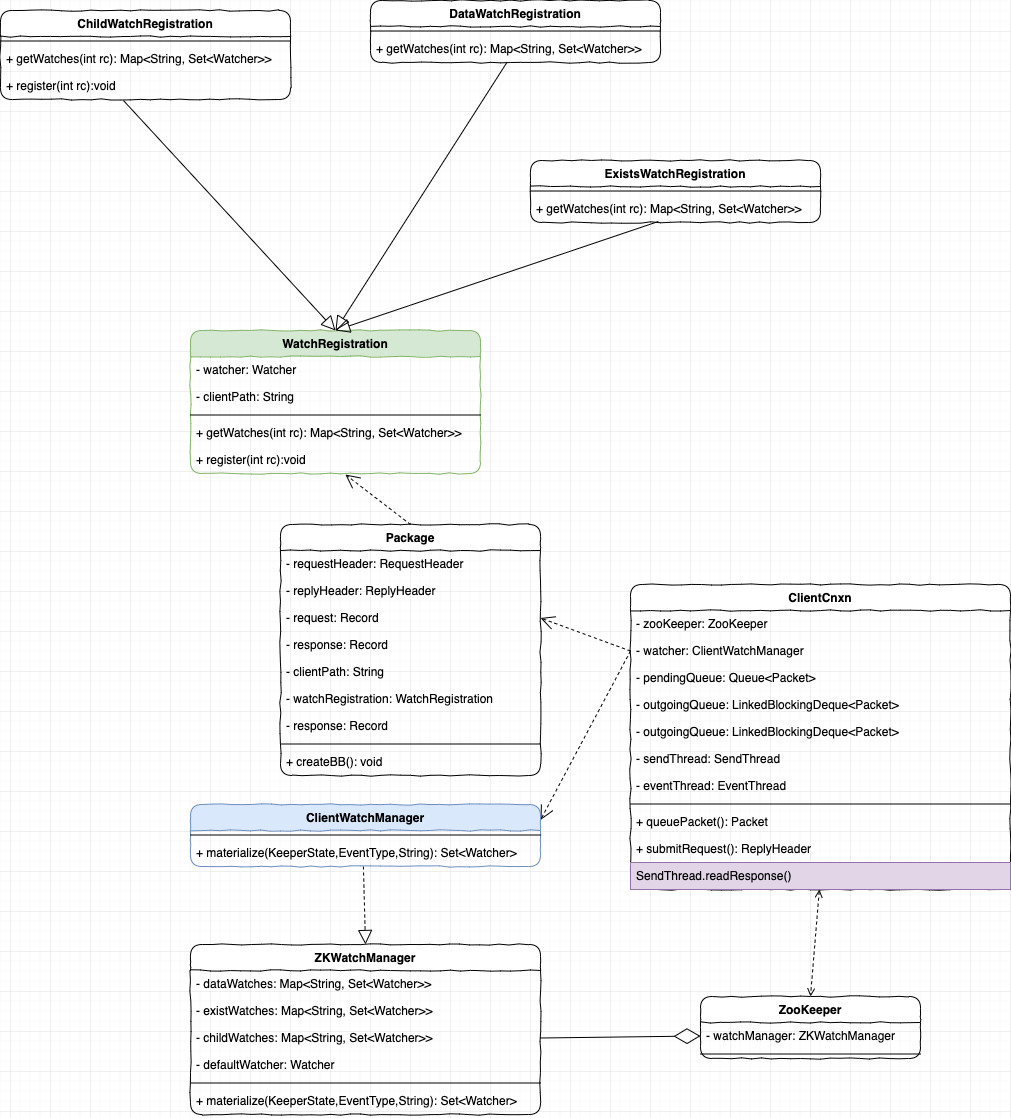 ChildWatchRegistration
+ getWatches(int rc): Map<String, Set<Watcher>>
+ register(int rc):void
DataWatchRegistration
+ getWatches(int rc): Map<String, Set<Watcher>>
ExistsWatchRegistration
+ getWatches(int rc): Map<String, Set<Watcher>>
WatchRegistration
- watcher: Watcher
- clientPath: String
+ getWatches(int rc): Map<String, Set<Watcher>>
+ register(int rc):void
Package
- requestHeader: RequestHeader
- replyHeader: ReplyHeader
- request: Record
- response: Record
- clientPath: String
- watchRegistration: WatchRegistration
- response: Record
+ createBB(): void
ClientCnxn
- zooKeeper: ZooKeeper
- watcher: ClientWatchManager
- pendingQueue: Queue<Packet>
- outgoingQueue: LinkedBlockingDeque<Packet>
- outgoingQueue: LinkedBlockingDeque<Packet>
- sendThread: SendThread
- eventThread: EventThread
+ queuePacket(): Packet
+ submitRequest(): ReplyHeader
SendThread.readResponse()
ClientWatchManager
+ materialize(KeeperState,EventType,String): Set<Watcher>
ZKWatchManager
- dataWatches: Map<String, Set<Watcher>>
- existWatches: Map<String, Set<Watcher>>
- childWatches: Map<String, Set<Watcher>>
- defaultWatcher: Watcher
+ materialize(KeeperState,EventType,String): Set<Watcher>
ZooKeeper
- watchManager: ZKWatchManager